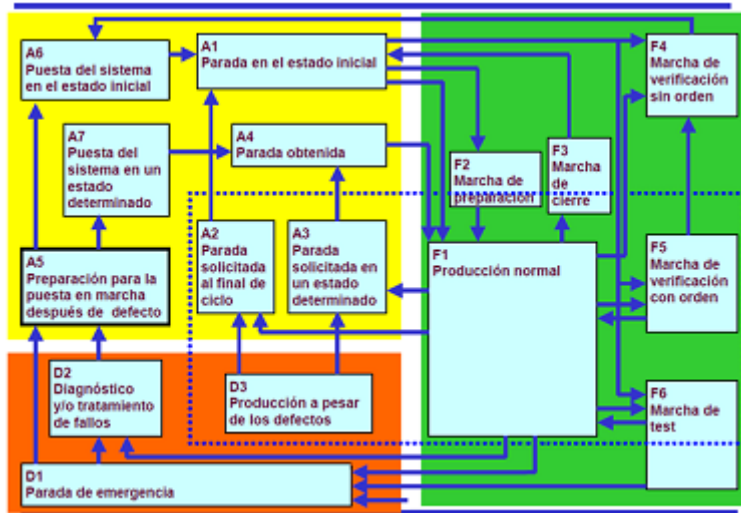 A6
Puesta del sistema
en el estado inicial
A1
Parada en el estado inicial
F4
Marcha de
verificación
sin orden
A7
Puesta del
sistema en un
estado
determinado
A4
Parada obtenida
F2
Marcha de
preparación
F3
Marcha
de
cierre
A2
Parada
solicitada
al final de
ciclo
A3
Parada
solicitada en
un estado
determinado
F1
Producción normal
F5
Marcha de
verificación
con orden
A5
Preparación para la
puesta en marcha
después de defecto
D2
Diagnóstico
y/o tratamiento
de fallos
D3
Producción a pesar
de los defectos
F6
Marcha de
test
D1
Parada de emergencia